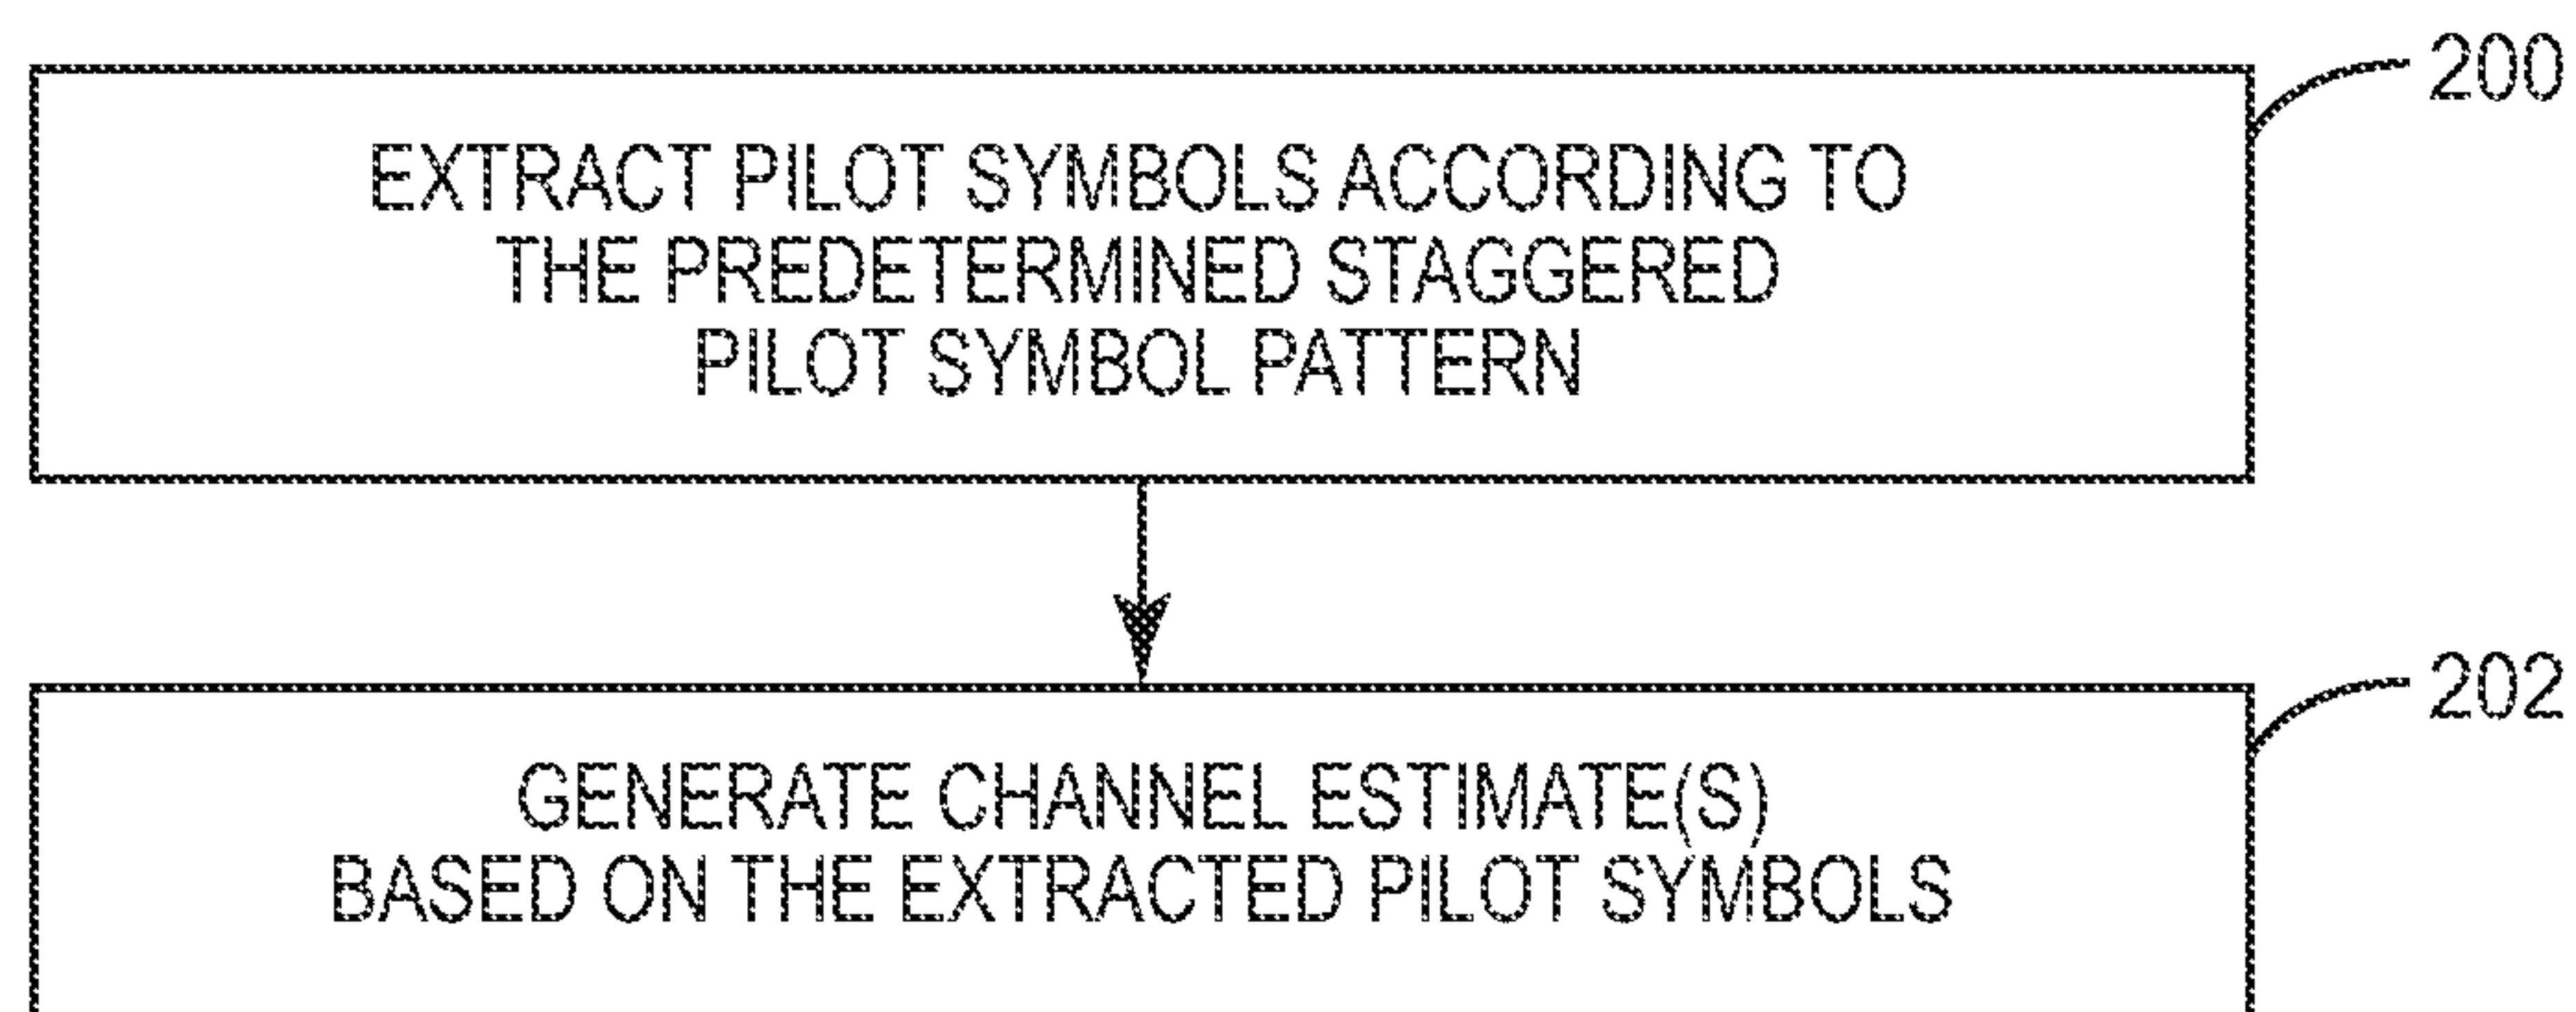 200
EXTRACT PILOT SYMBOLS ACCORDING TO
THE PREDETERMINED STAGGERED
PILOT SYMBOL PATTERN
202
GENERATE CHANNEL ESTIMATE(S)
BASED ON THE EXTRACTED PILOT SYMBOLS